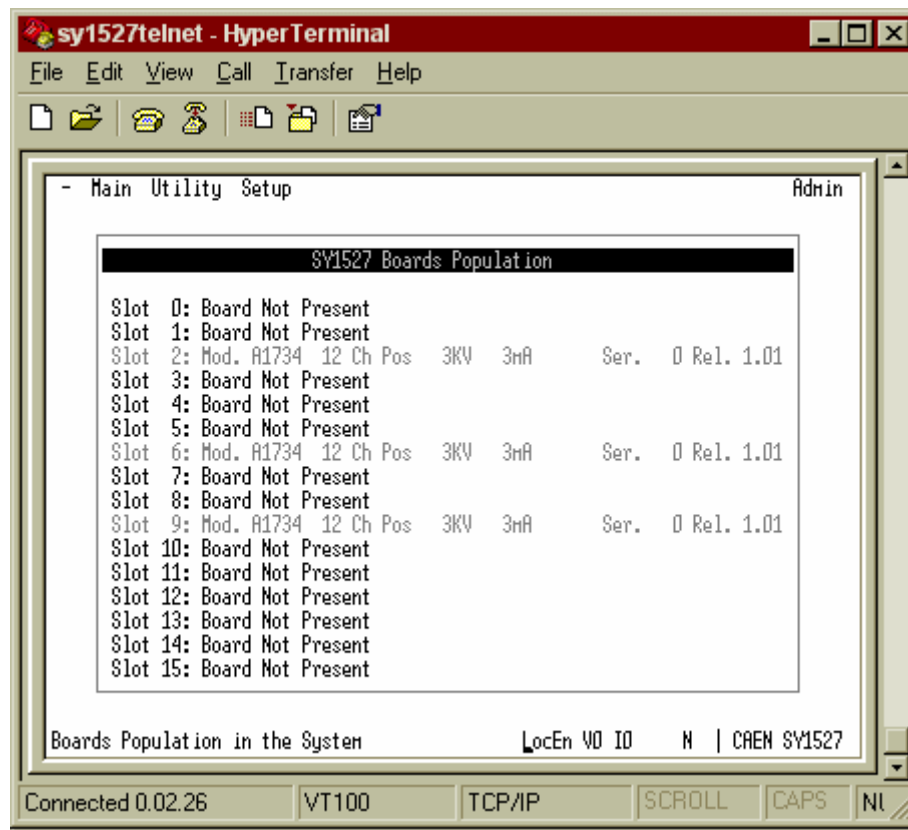 sy1527telnet - HyperTerminal
File Edit View Call Transfer Help
- Main Utility Setup Admin
SY1527 Boards Population
Slot 0: Board Not Present
Slot 1: Board Not Present
Slot 2: Mod. A1734 12 Ch Pos 3KV 3mA Ser. 0 Rel. 1.01
Slot 3: Board Not Present
Slot 4: Board Not Present
Slot 5: Board Not Present
Slot 6: Mod. A1734 12 Ch Pos 3KV 3mA Ser. 0 Rel. 1.01
Slot 7: Board Not Present
Slot 8: Board Not Present
Slot 9: Mod. A1734 12 Ch Pos 3KV 3mA Ser. 0 Rel. 1.01
Slot 10: Board Not Present
Slot 11: Board Not Present
Slot 12: Board Not Present
Slot 13: Board Not Present
Slot 14: Board Not Present
Slot 15: Board Not Present
Boards Population in the System LocEn V0 I0 N | CAEN SY1527
Connected 0.02.26 VT100 TCP/IP SCROLL CAPS